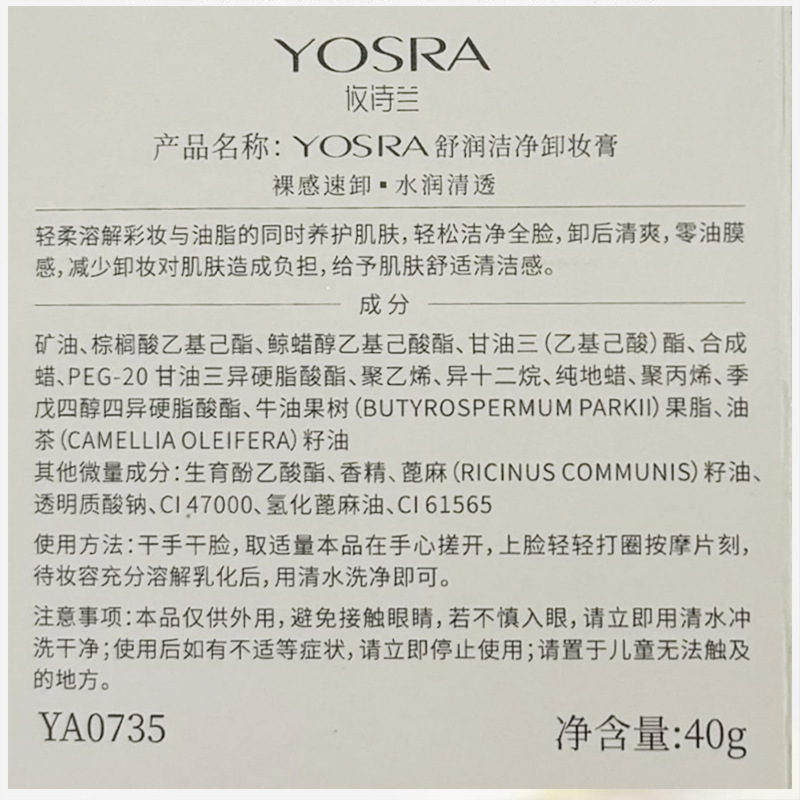 YOSRA
攸诗兰
产品名称：YOSRA舒润洁净卸妆膏
裸感速卸▪水润清透
轻柔溶解彩妆与油脂的同时养护肌肤，轻松洁净全脸，卸后清爽，零油膜
感，减少卸妆对肌肤造成负担，给予肌肤舒适清洁感。
成分
矿油、棕榈酸乙基己酯、鲸蜡醇乙基己酸酯、甘油三（乙基己酸）酯、合成
蜡、PEG-20 甘油三异硬脂酸酯、聚乙烯、异十二烷、纯地蜡、聚丙烯、季
戊四醇四异硬脂酸酯、牛油果树（BUTYROSPERMUM PARKII）果脂、油
茶（CAMELLIA OLEIFERA）籽油
其他微量成分：生育酚乙酸酯、香精、蓖麻（RICINUS COMMUNIS）籽油、
透明质酸钠、CI 47000、氢化蓖麻油、CI 61565
使用方法：干手干脸，取适量本品在手心搓开，上脸轻轻打圈按摩片刻，
待妆容充分溶解乳化后，用清水洗净即可。
注意事项：本品仅供外用，避免接触眼睛，若不慎入眼，请立即用清水冲
洗干净；使用后如有不适等症状，请立即停止使用；请置于儿童无法触及
的地方。
YA0735
净含量:40g